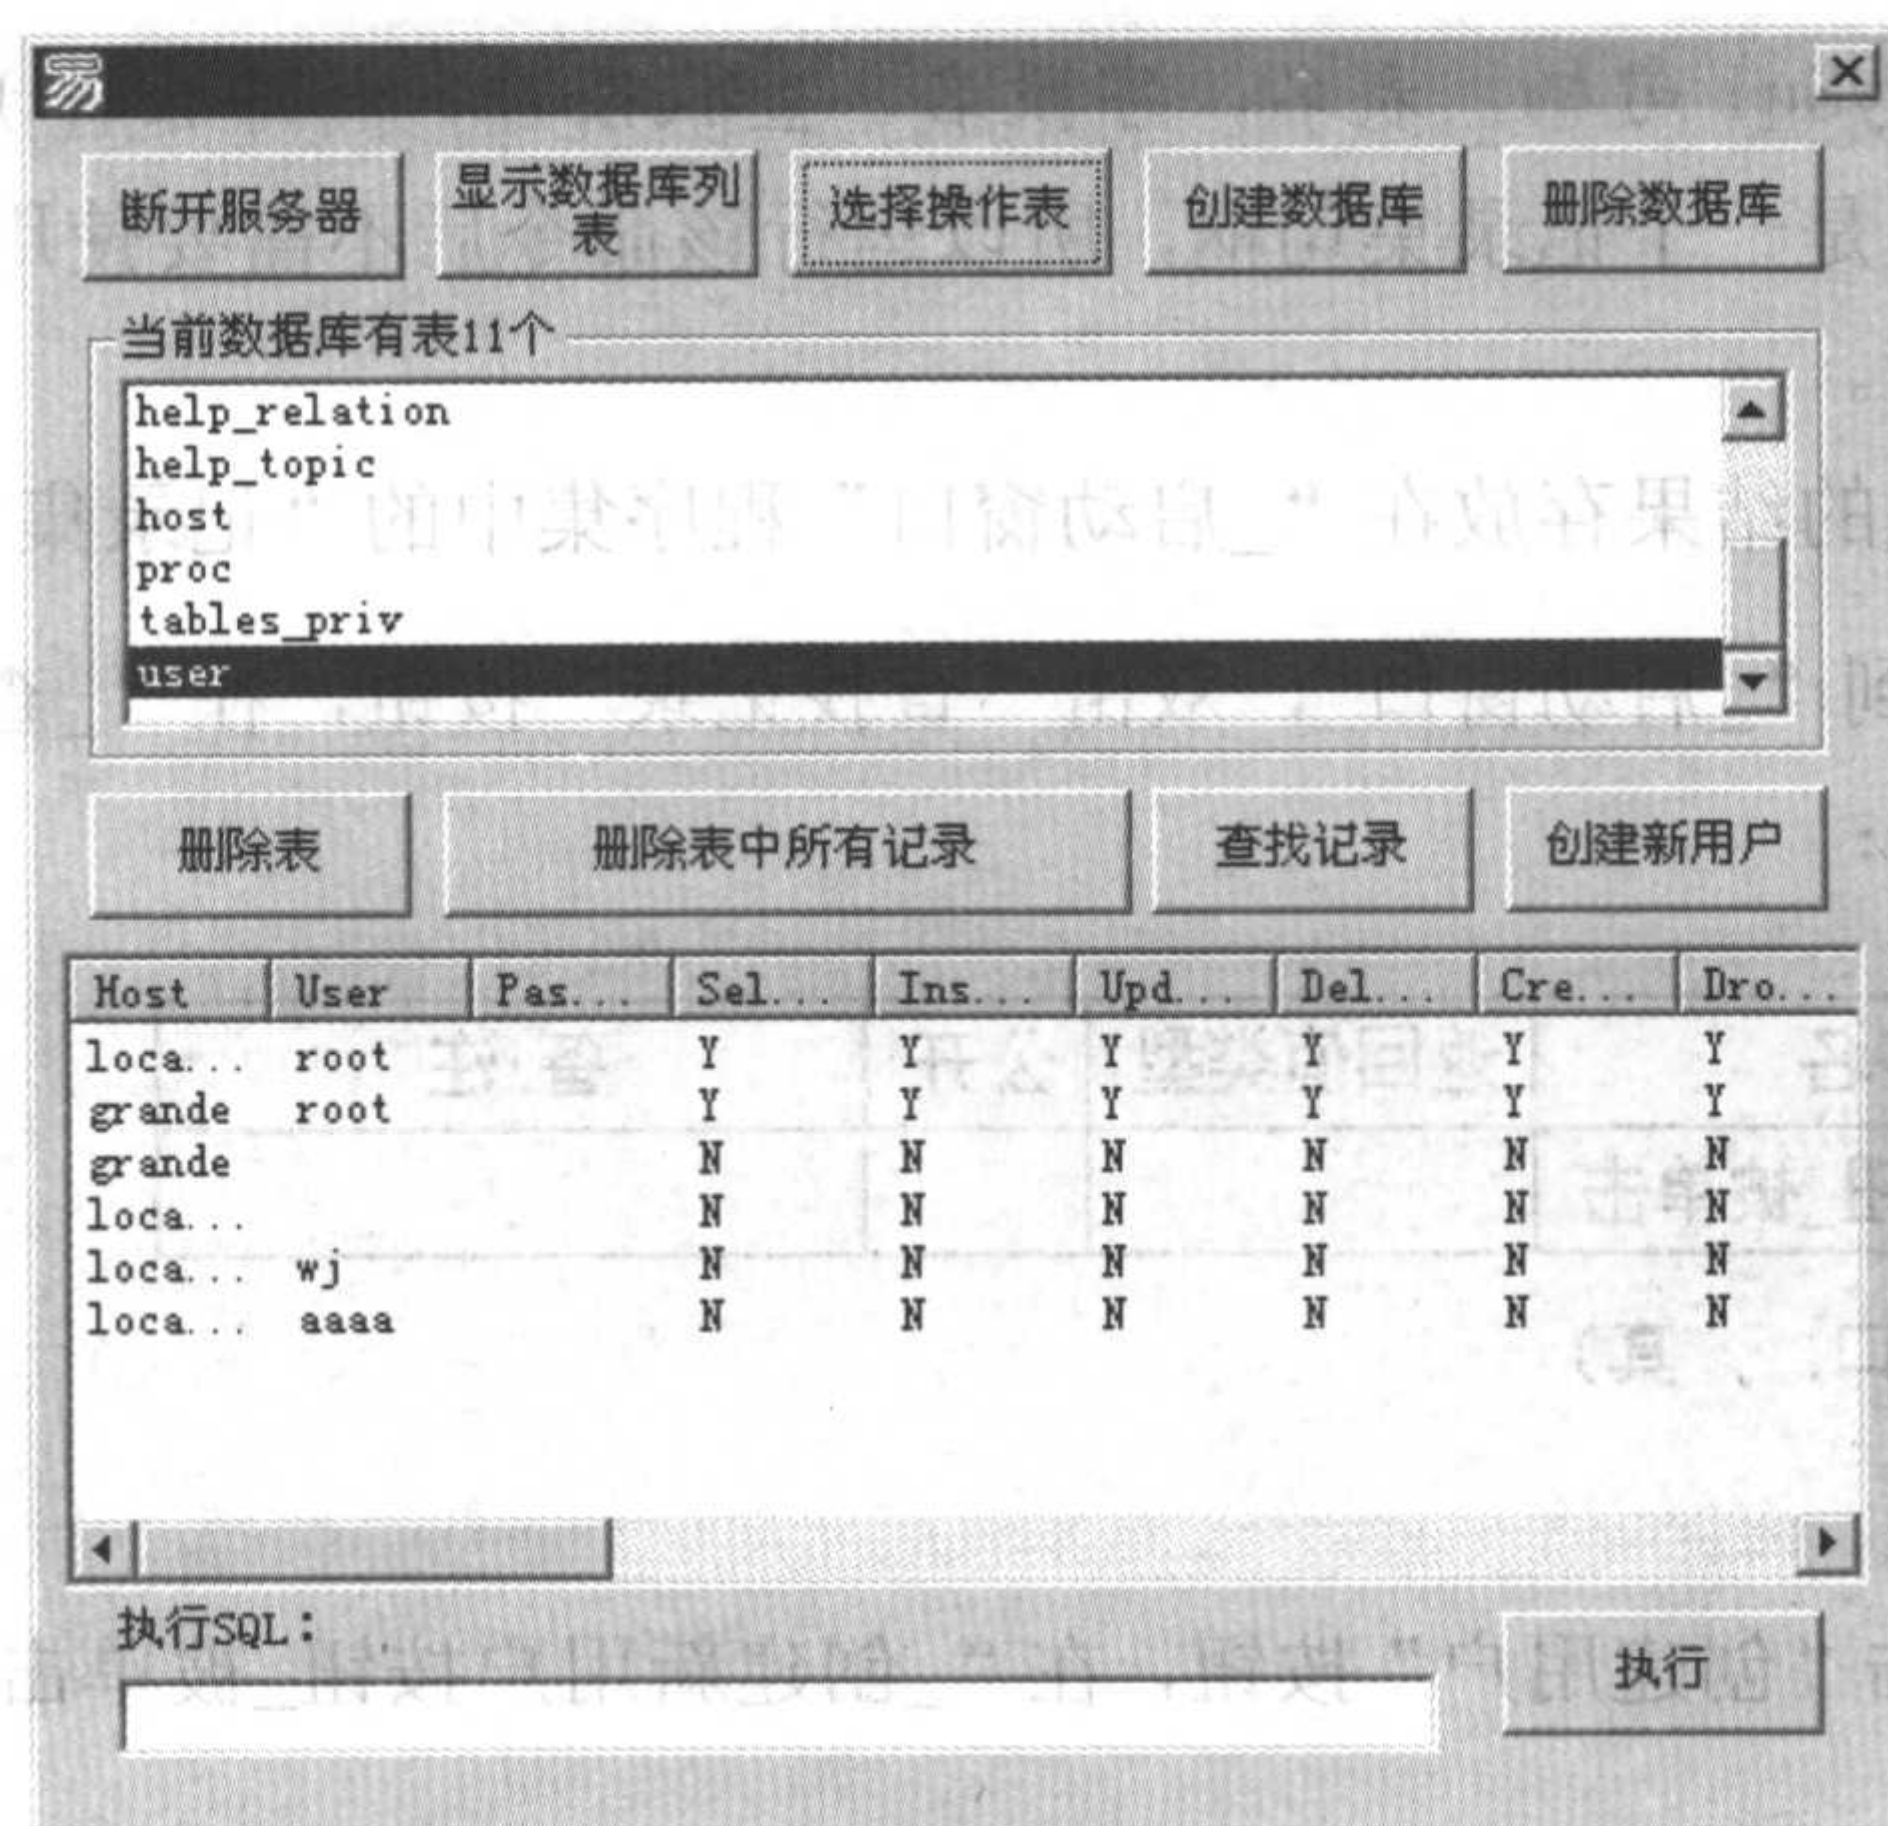 易
断开服务器 显示数据库列表 选择操作表 创建数据库 删除数据库
当前数据库有表11个
help_relation
help_topic
host
proc
tables_priv
user
删除表 删除表中所有记录 查找记录 创建新用户
Host User Pas... Sel... Ins... Upd... Del... Cre... Dro...
loca... root Y Y Y Y Y Y
grande root Y Y Y Y Y Y
grande N N N N N N
loca... N N N N N N
loca... wj N N N N N N
loca... aaaa N N N N N N
执行SQL：
执行